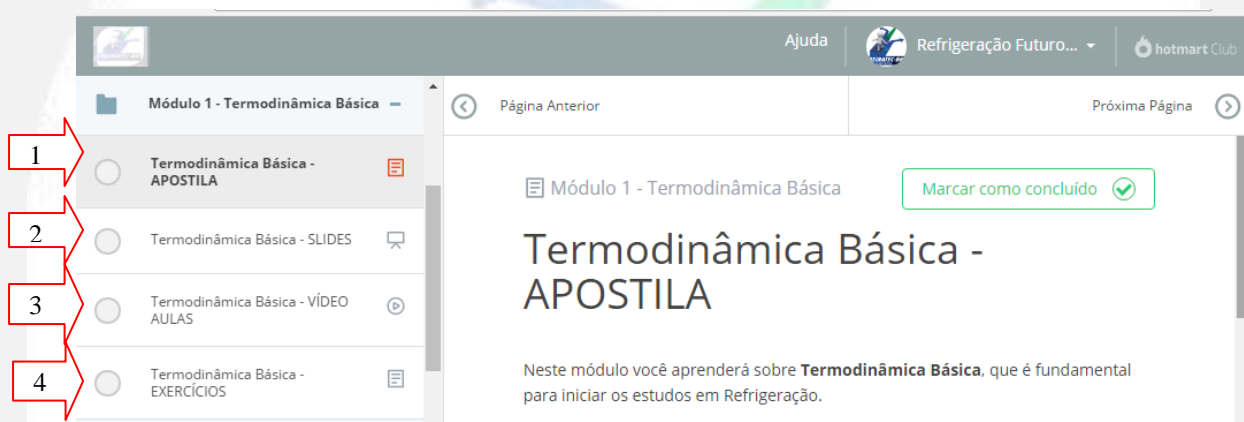 Ajuda
Refrigeração Futuro...
hotmart Club
Módulo 1 - Termodinâmica Básica
Página Anterior
Próxima Página
1
Termodinâmica Básica -
APOSTILA
2
Termodinâmica Básica - SLIDES
3
Termodinâmica Básica - VÍDEO
AULAS
4
Termodinâmica Básica -
EXERCÍCIOS
Módulo 1 - Termodinâmica Básica
Marcar como concluído
Termodinâmica Básica -
APOSTILA
Neste módulo você aprenderá sobre Termodinâmica Básica, que é fundamental
para iniciar os estudos em Refrigeração.